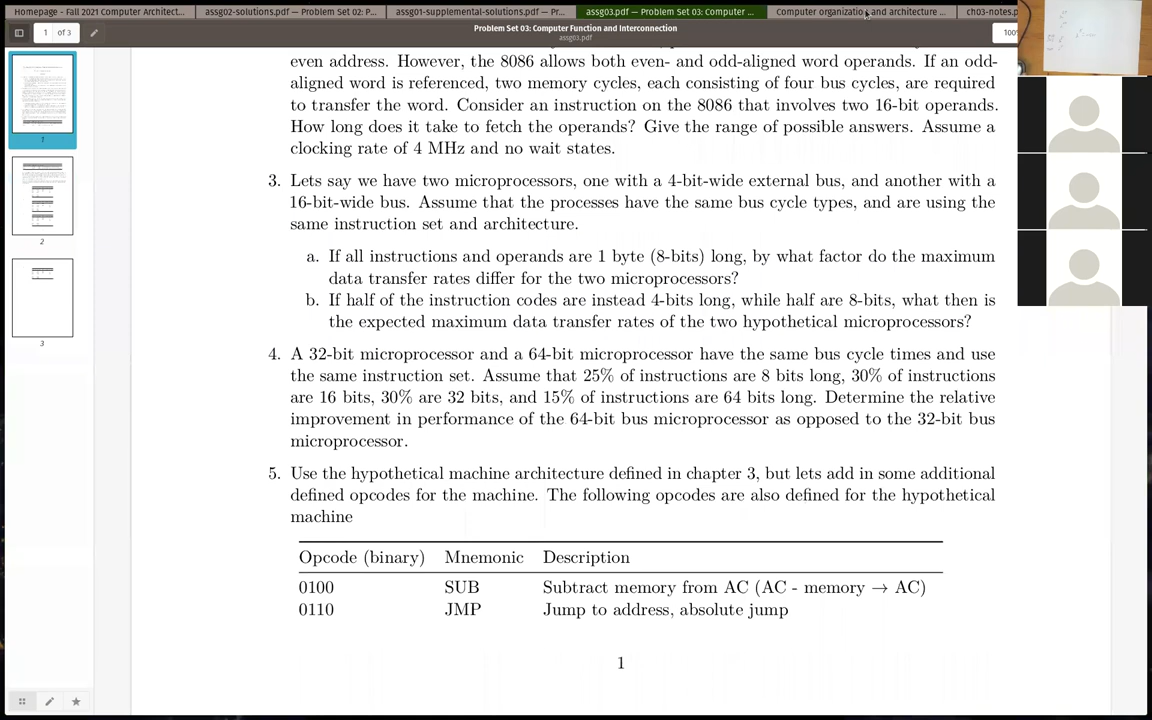 Homepage - Fall 2021 Computer Architect...
assg02-solutions.pdf — Problem Set 02: P...
assg01-supplemental-solutions.pdf — Pr...
assg03.pdf — Problem Set 03: Computer ...
Computer organization and architecture ...
ch03-notes.p
1 of 3
Problem Set 03: Computer Function and Interconnection
assg03.pdf
100
even address. However, the 8086 allows both even- and odd-aligned word operands. If an odd-
aligned word is referenced, two memory cycles, each consisting of four bus cycles, are required
to transfer the word. Consider an instruction on the 8086 that involves two 16-bit operands.
How long does it take to fetch the operands? Give the range of possible answers. Assume a
clocking rate of 4 MHz and no wait states.
3. Lets say we have two microprocessors, one with a 4-bit-wide external bus, and another with a
16-bit-wide bus. Assume that the processes have the same bus cycle types, and are using the
same instruction set and architecture.
a. If all instructions and operands are 1 byte (8-bits) long, by what factor do the maximum
data transfer rates differ for the two microprocessors?
b. If half of the instruction codes are instead 4-bits long, while half are 8-bits, what then is
the expected maximum data transfer rates of the two hypothetical microprocessors?
4. A 32-bit microprocessor and a 64-bit microprocessor have the same bus cycle times and use
the same instruction set. Assume that 25% of instructions are 8 bits long, 30% of instructions
are 16 bits, 30% are 32 bits, and 15% of instructions are 64 bits long. Determine the relative
improvement in performance of the 64-bit bus microprocessor as opposed to the 32-bit bus
microprocessor.
5. Use the hypothetical machine architecture defined in chapter 3, but lets add in some additional
defined opcodes for the machine. The following opcodes are also defined for the hypothetical
machine
Opcode (binary) Mnemonic Description
0100 SUB Subtract memory from AC (AC - memory → AC)
0110 JMP Jump to address, absolute jump
1
1
2
3